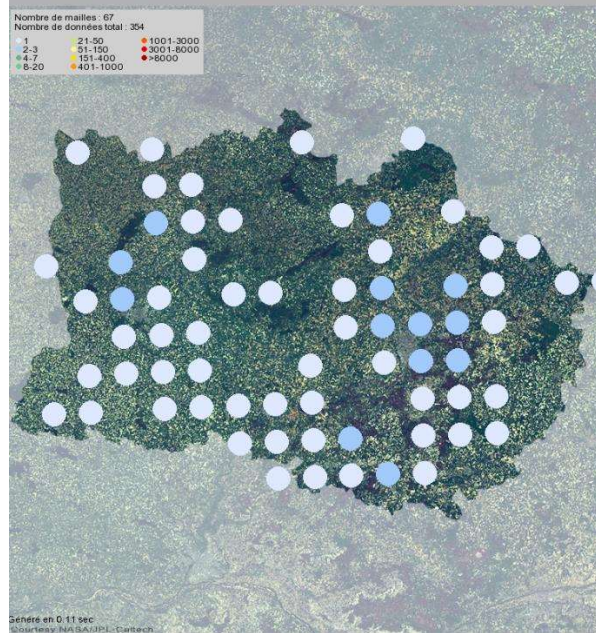 Nombre de mailles : 67
Nombre de données total : 354
1 21-50 1001-3000
2-3 51-150 3001-8000
4-7 151-400 >8000
8-20 401-1000
Genéré en 0.11 sec
Courtesy NASA/JPL-Caltech